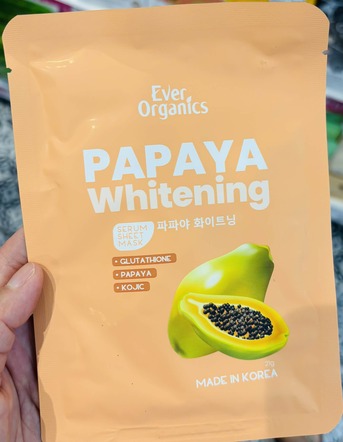 Ever
Organics
PAPAYA
Whitening
SERUM
SHEET
MASK
파파야 화이트닝
• GLUTATHIONE
• PAPAYA
• KOJIC
MADE IN KOREA